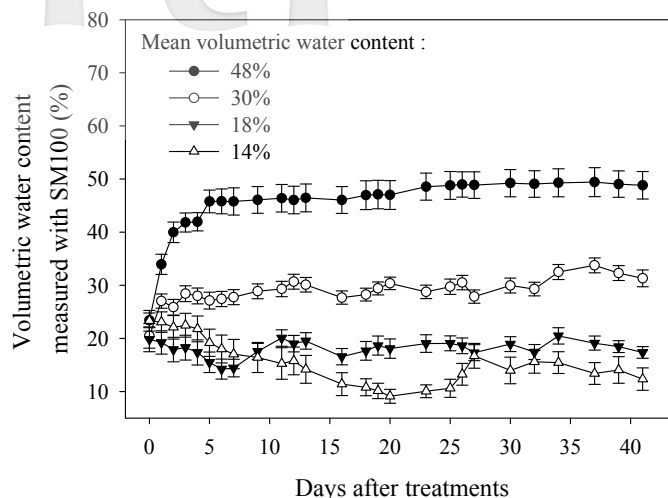 80
70
60
50
40
30
20
10
Volumetric water content
measured with SM100 (%)
Mean volumetric water content :
48%
30%
18%
14%
0 5 10 15 20 25 30 35 40
Days after treatments